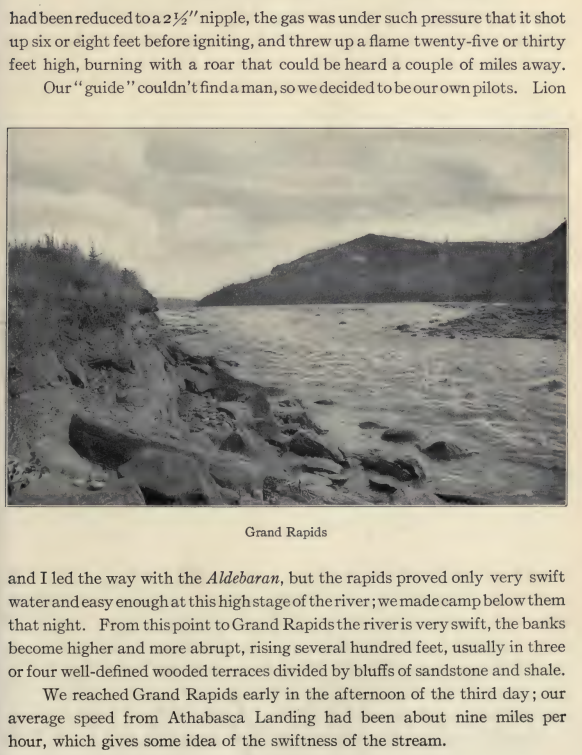 had been reduced to a 2½″ nipple, the gas was under such pressure that it shot
up six or eight feet before igniting, and threw up a flame twenty-five or thirty
feet high, burning with a roar that could be heard a couple of miles away.
Our "guide" couldn't find a man, so we decided to be our own pilots. Lion
Grand Rapids
and I led the way with the Aldebaran, but the rapids proved only very swift
water and easy enough at this high stage of the river; we made camp below them
that night. From this point to Grand Rapids the river is very swift, the banks
become higher and more abrupt, rising several hundred feet, usually in three
or four well-defined wooded terraces divided by bluffs of sandstone and shale.
We reached Grand Rapids early in the afternoon of the third day; our
average speed from Athabasca Landing had been about nine miles per
hour, which gives some idea of the swiftness of the stream.